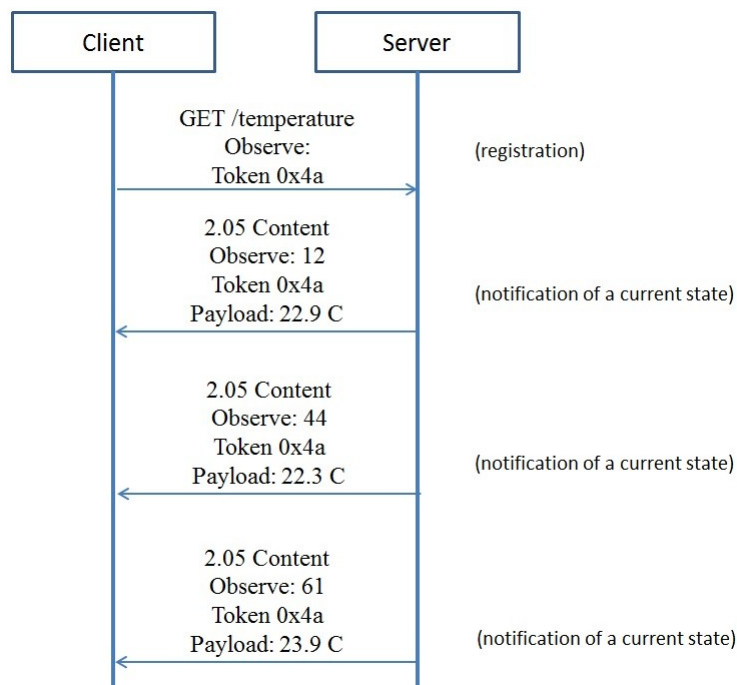 Client
Server
GET /temperature
Observe:
Token 0x4a
(registration)
2.05 Content
Observe: 12
Token 0x4a
Payload: 22.9 C
(notification of a current state)
2.05 Content
Observe: 44
Token 0x4a
Payload: 22.3 C
(notification of a current state)
2.05 Content
Observe: 61
Token 0x4a
Payload: 23.9 C
(notification of a current state)